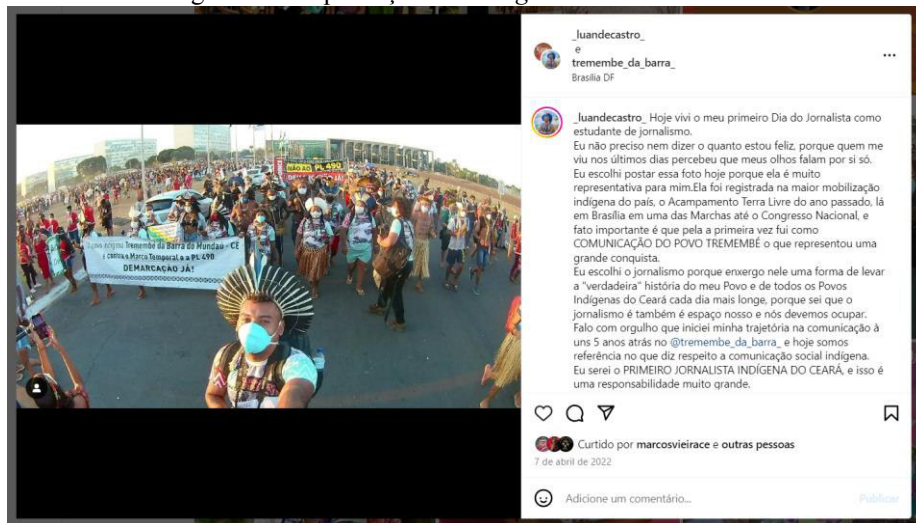 _luandecastro_
e
tremembe_da_barra_
Brasília DF
_luandecastro_ Hoje vivi o meu primeiro Dia do Jornalista como
estudante de jornalismo.
Eu não preciso nem dizer o quanto estou feliz, porque quem me
viu nos últimos dias percebeu que meus olhos falam por si só.
Eu escolhi postar essa foto hoje porque ela é muito
representativa para mim.Ela foi registrada na maior mobilização
indígena do país, o Acampamento Terra Livre do ano passado, lá
em Brasília em uma das Marchas até o Congresso Nacional, e
fato importante é que pela a primeira vez fui como
COMUNICAÇÃO DO POVO TREMEMBÉ o que representou uma
grande conquista.
Eu escolhi o jornalismo porque enxergo nele uma forma de levar
a "verdadeira" história do meu Povo e de todos os Povos
Indígenas do Ceará cada dia mais longe, porque sei que o
jornalismo é também é espaço nosso e nós devemos ocupar.
Falo com orgulho que iniciei minha trajetória na comunicação à
uns 5 anos atrás no @tremembe_da_barra_ e hoje somos
referência no que diz respeito a comunicação social indígena.
Eu serei o PRIMEIRO JORNALISTA INDÍGENA DO CEARÁ, e isso é
uma responsabilidade muito grande.
Curtido por marcosvieirace e outras pessoas
7 de abril de 2022
Adicione um comentário...
Publicar
NÃO AO PL 490
Indígena Tremembé da Barra do Mundaú - CE
é contra o Marco Temporal e a PL 490
DEMARCAÇÃO JÁ!